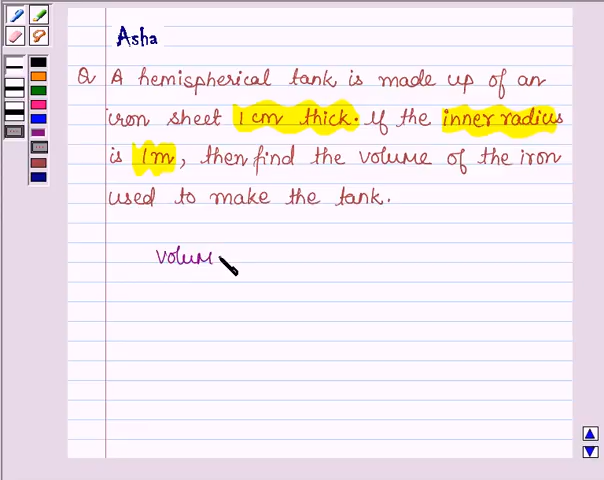 Asha
Q A hemispherical tank is made up of an
iron sheet 1 cm thick. If the inner radius
is 1m, then find the volume of the iron
used to make the tank.
volum